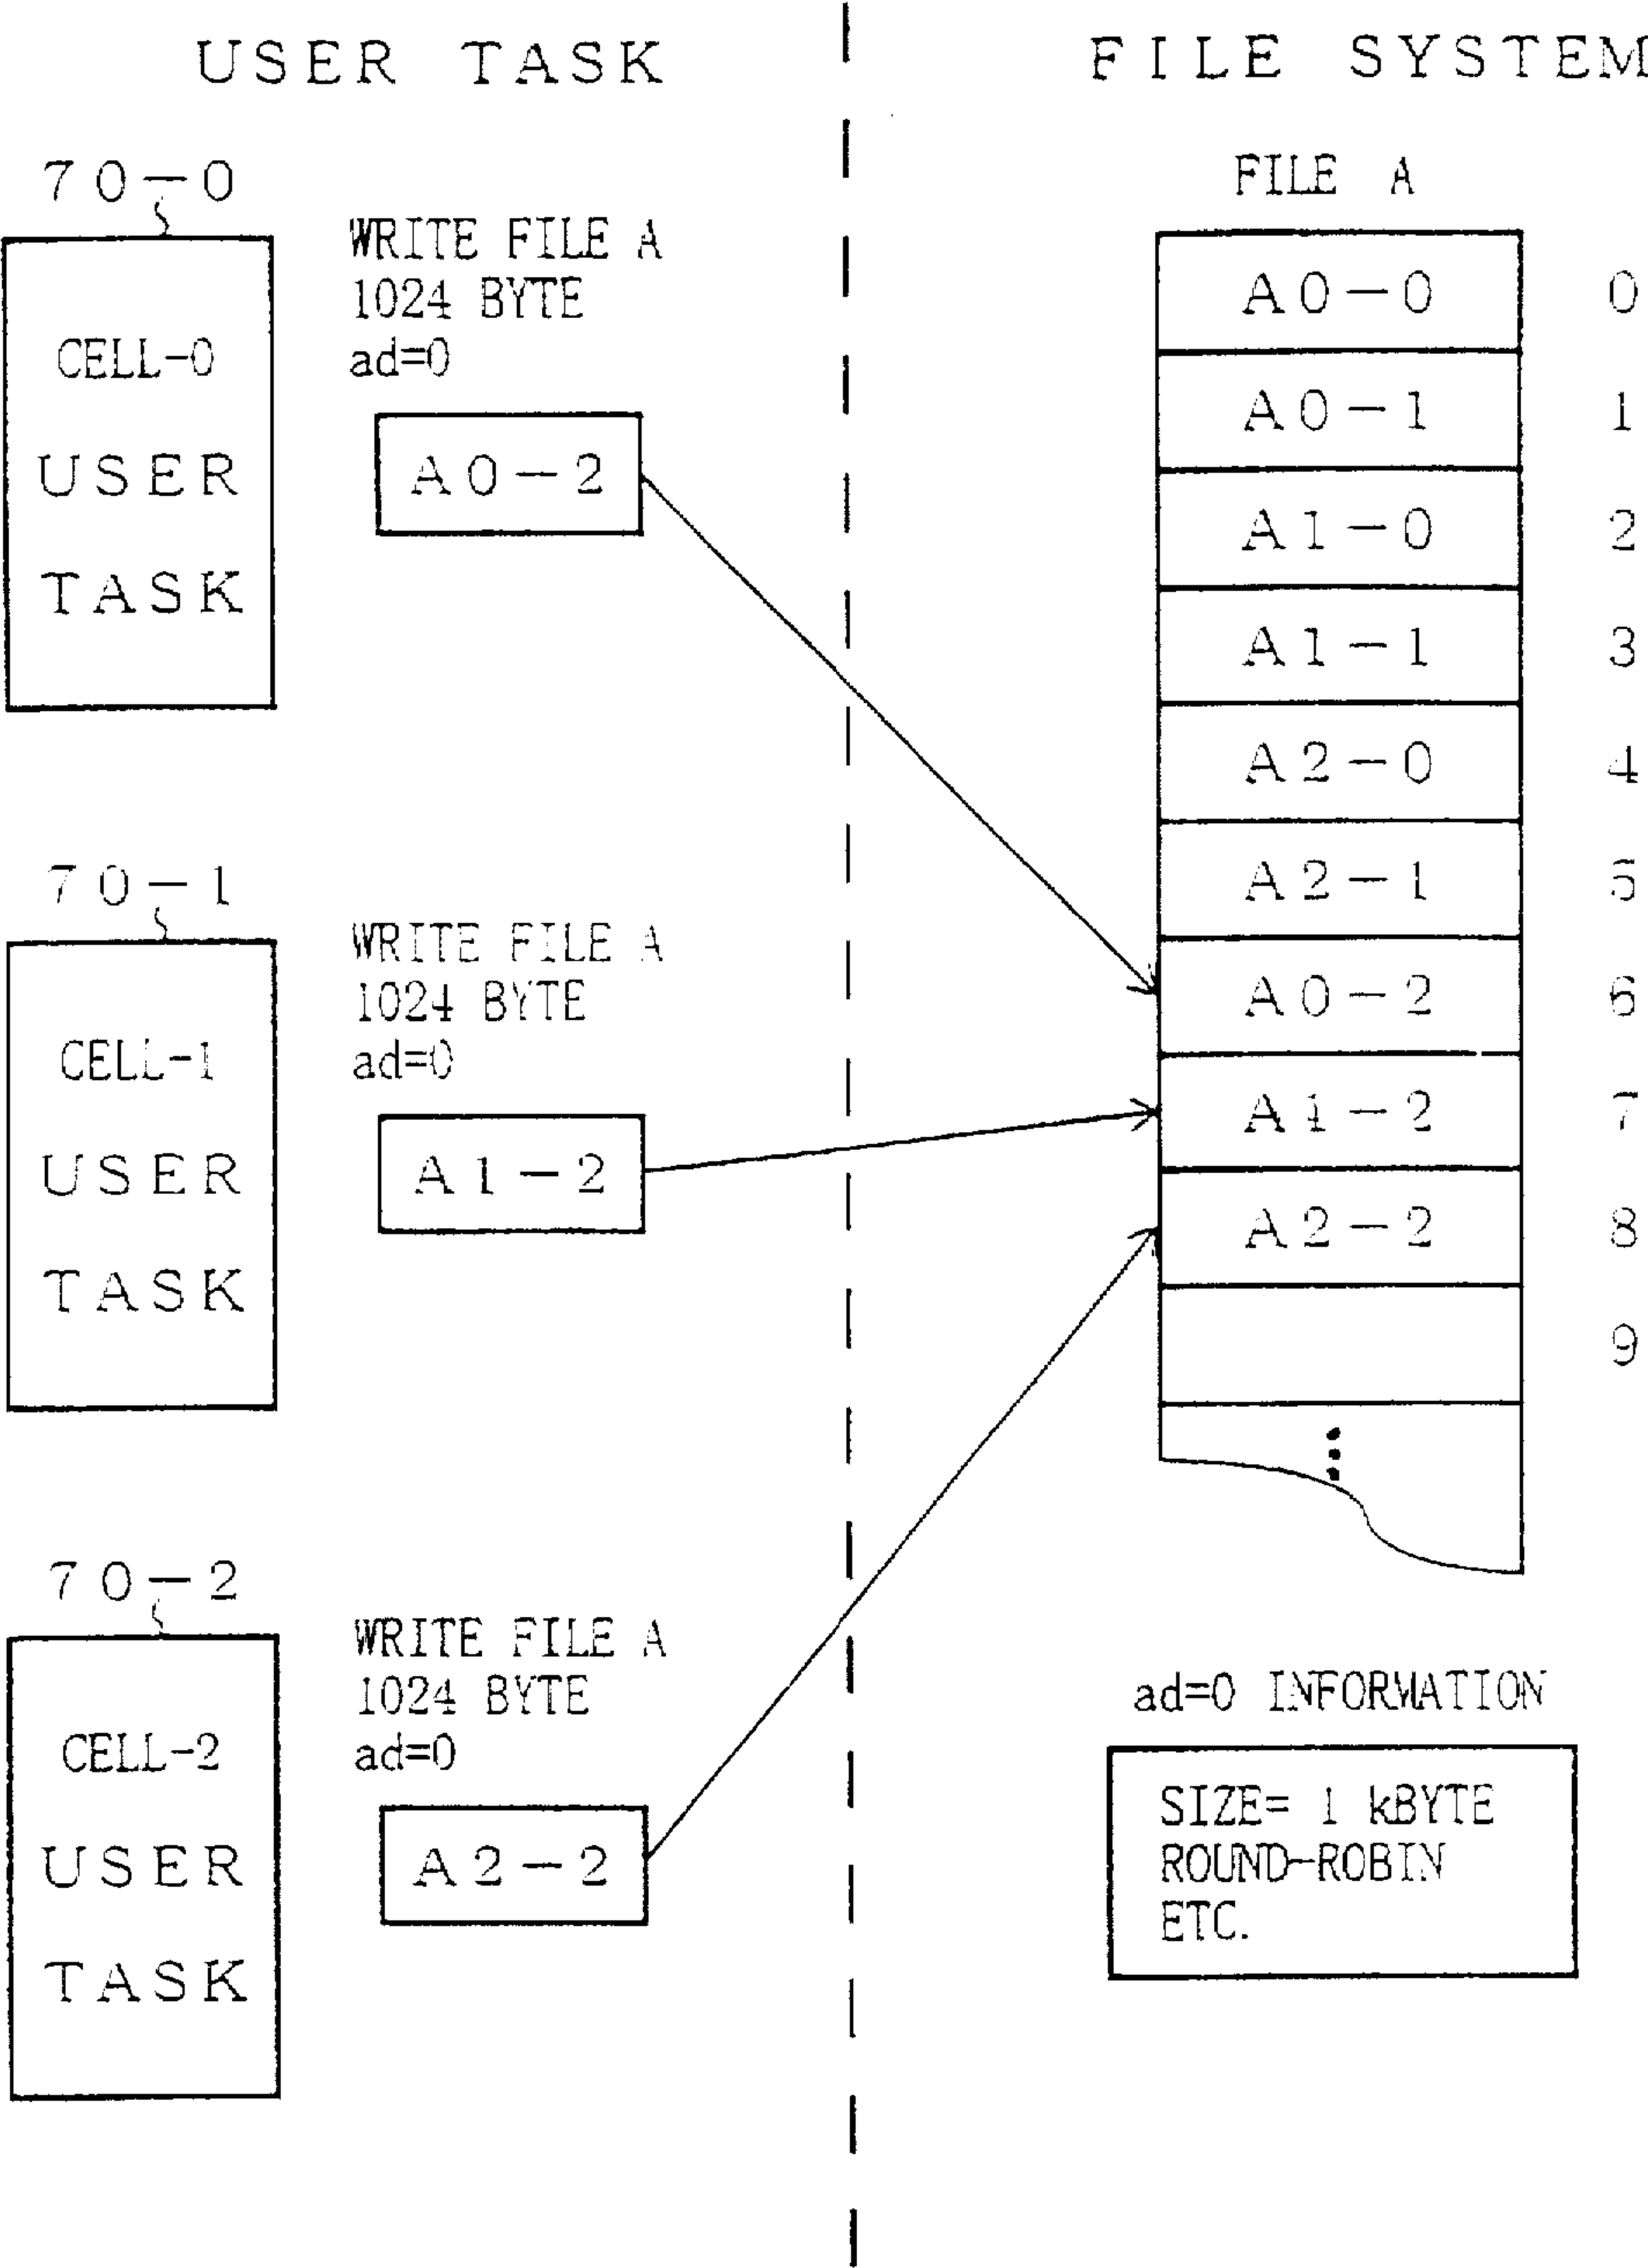 USER TASK
FILE SYSTEM
70-0
CELL-0
USER
TASK
WRITE FILE A
1024 BYTE
ad=0
A0-2
70-1
CELL-1
USER
TASK
WRITE FILE A
1024 BYTE
ad=0
A1-2
70-2
CELL-2
USER
TASK
WRITE FILE A
1024 BYTE
ad=0
A2-2
FILE A
A0-0 0
A0-1 1
A1-0 2
A1-1 3
A2-0 4
A2-1 5
A0-2 6
A1-2 7
A2-2 8
9
ad=0 INFORMATION
SIZE= 1 kBYTE
ROUND-ROBIN
ETC.